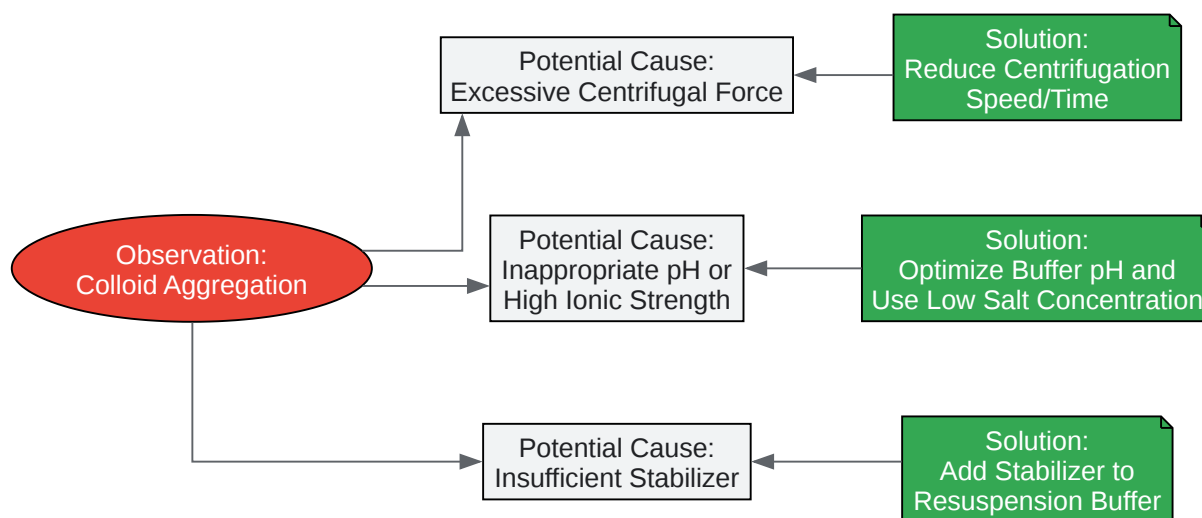 Observation:
Colloid Aggregation
Potential Cause:
Excessive Centrifugal Force
Solution:
Reduce Centrifugation
Speed/Time
Potential Cause:
Inappropriate pH or
High Ionic Strength
Solution:
Optimize Buffer pH and
Use Low Salt Concentration
Potential Cause:
Insufficient Stabilizer
Solution:
Add Stabilizer to
Resuspension Buffer